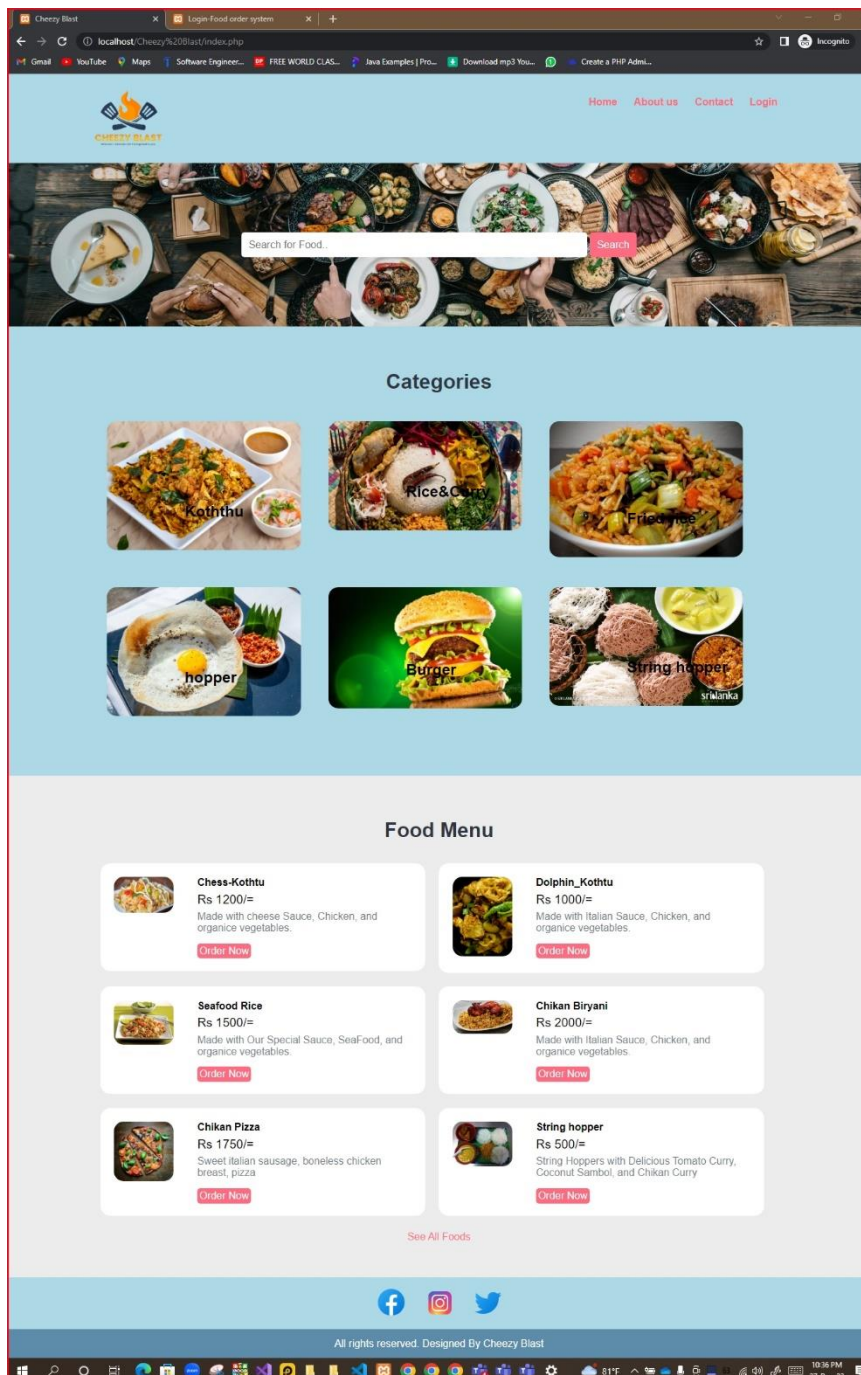 Cheezy Blast
Login-Food order system
localhost/Cheezy%20Blast/index.php
Incognito
Gmail
YouTube
Maps
Software Engineer...
FREE WORLD CLAS...
Java Examples | Pro...
Download mp3 You...
Create a PHP Admi...
CHEEZY BLAST
Home About us Contact Login
Search for Food..
Search
Categories
Koththu
Rice&Curry
Fried rice
hopper
Burger
String hopper
srilanka
Food Menu
Chess-Kothtu
Rs 1200/=
Made with cheese Sauce, Chicken, and
organice vegetables.
Order Now
Dolphin_Kothtu
Rs 1000/=
Made with Italian Sauce, Chicken, and
organice vegetables.
Order Now
Seafood Rice
Rs 1500/=
Made with Our Special Sauce, SeaFood, and
organice vegetables.
Order Now
Chikan Biryani
Rs 2000/=
Made with Italian Sauce, Chicken, and
organice vegetables.
Order Now
Chikan Pizza
Rs 1750/=
Sweet italian sausage, boneless chicken
breast, pizza
Order Now
String hopper
Rs 500/=
String Hoppers with Delicious Tomato Curry,
Coconut Sambol, and Chikan Curry
Order Now
See All Foods
All rights reserved. Designed By Cheezy Blast
81°F
10:36 PM